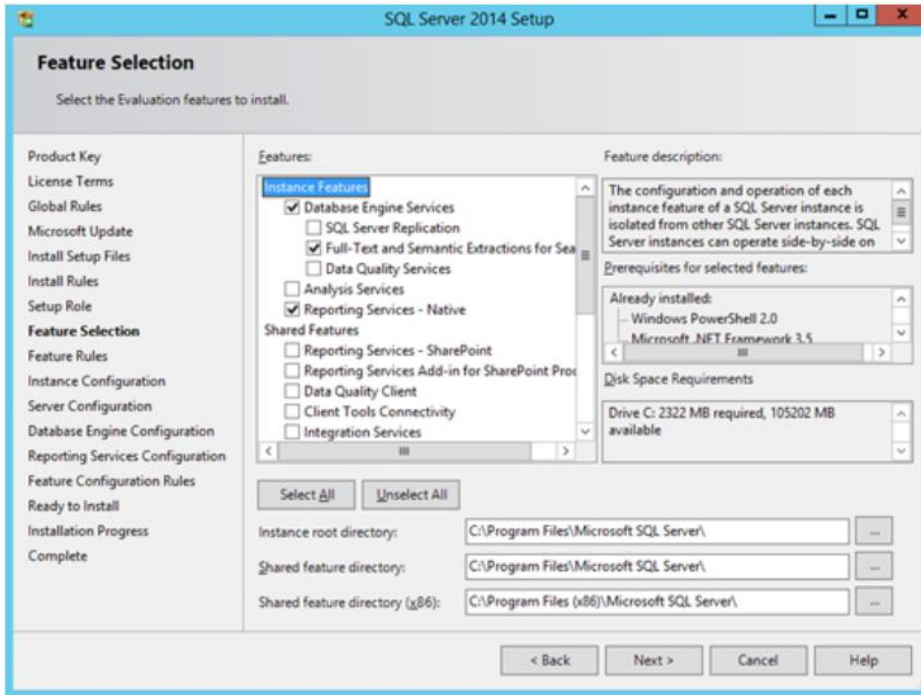 SQL Server 2014 Setup
Feature Selection
Select the Evaluation features to install.
Product Key
License Terms
Global Rules
Microsoft Update
Install Setup Files
Install Rules
Setup Role
Feature Selection
Feature Rules
Instance Configuration
Server Configuration
Database Engine Configuration
Reporting Services Configuration
Feature Configuration Rules
Ready to Install
Installation Progress
Complete
Features:
Instance Features
Database Engine Services
SQL Server Replication
Full-Text and Semantic Extractions for Sea
Data Quality Services
Analysis Services
Reporting Services - Native
Shared Features
Reporting Services - SharePoint
Reporting Services Add-in for SharePoint Proc
Data Quality Client
Client Tools Connectivity
Integration Services
Feature description:
The configuration and operation of each
instance feature of a SQL Server instance is
isolated from other SQL Server instances. SQL
Server instances can operate side-by-side on
Prerequisites for selected features:
Already installed:
Windows PowerShell 2.0
Microsoft .NET Framework 3.5
Disk Space Requirements
Drive C: 2322 MB required, 105202 MB
available
Select All
Unselect All
Instance root directory:
C:\Program Files\Microsoft SQL Server\
...
Shared feature directory:
C:\Program Files\Microsoft SQL Server\
...
Shared feature directory (x86):
C:\Program Files (x86)\Microsoft SQL Server\
...
< Back
Next >
Cancel
Help